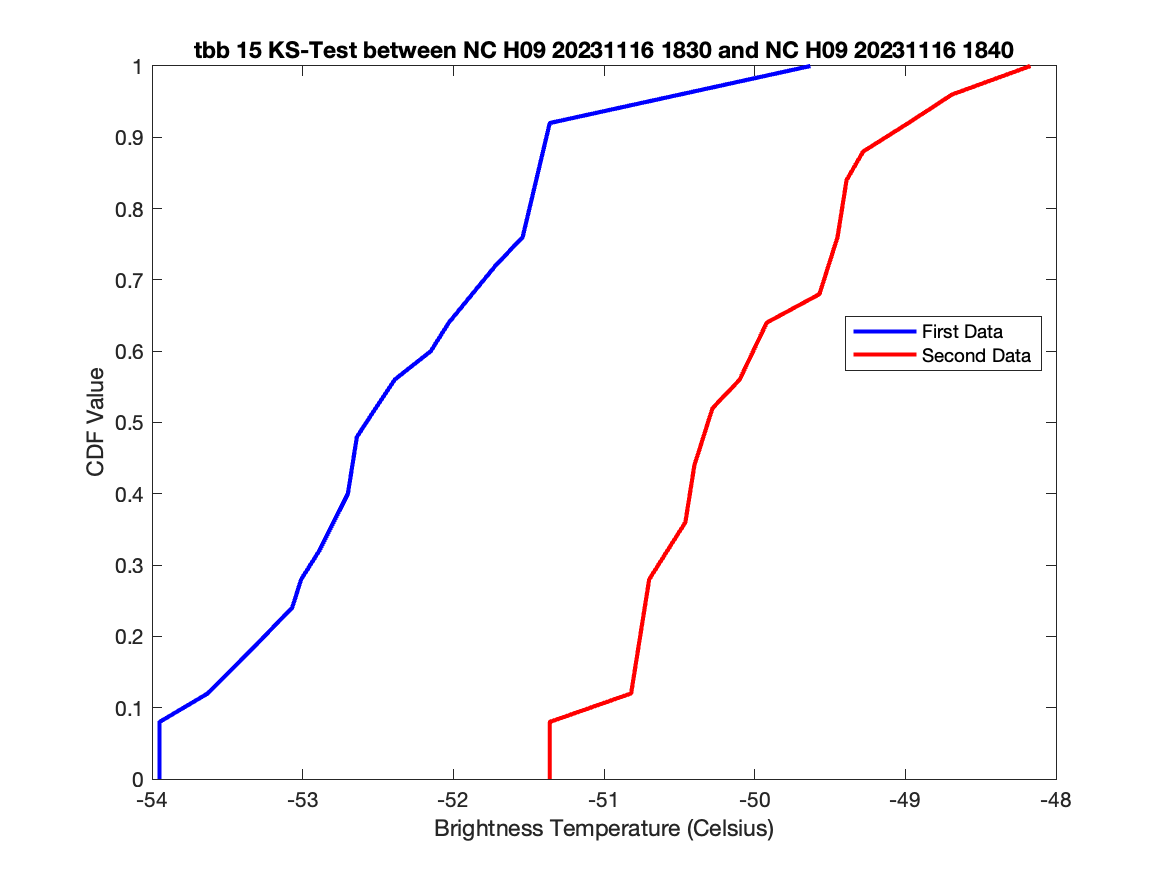 tbb 15 KS-Test between NC H09 20231116 1830 and NC H09 20231116 1840
1
0.9
0.8
0.7
0.6
0.5
0.4
0.3
0.2
0.1
0
CDF Value
First Data
Second Data
-54 -53 -52 -51 -50 -49 -48
Brightness Temperature (Celsius)